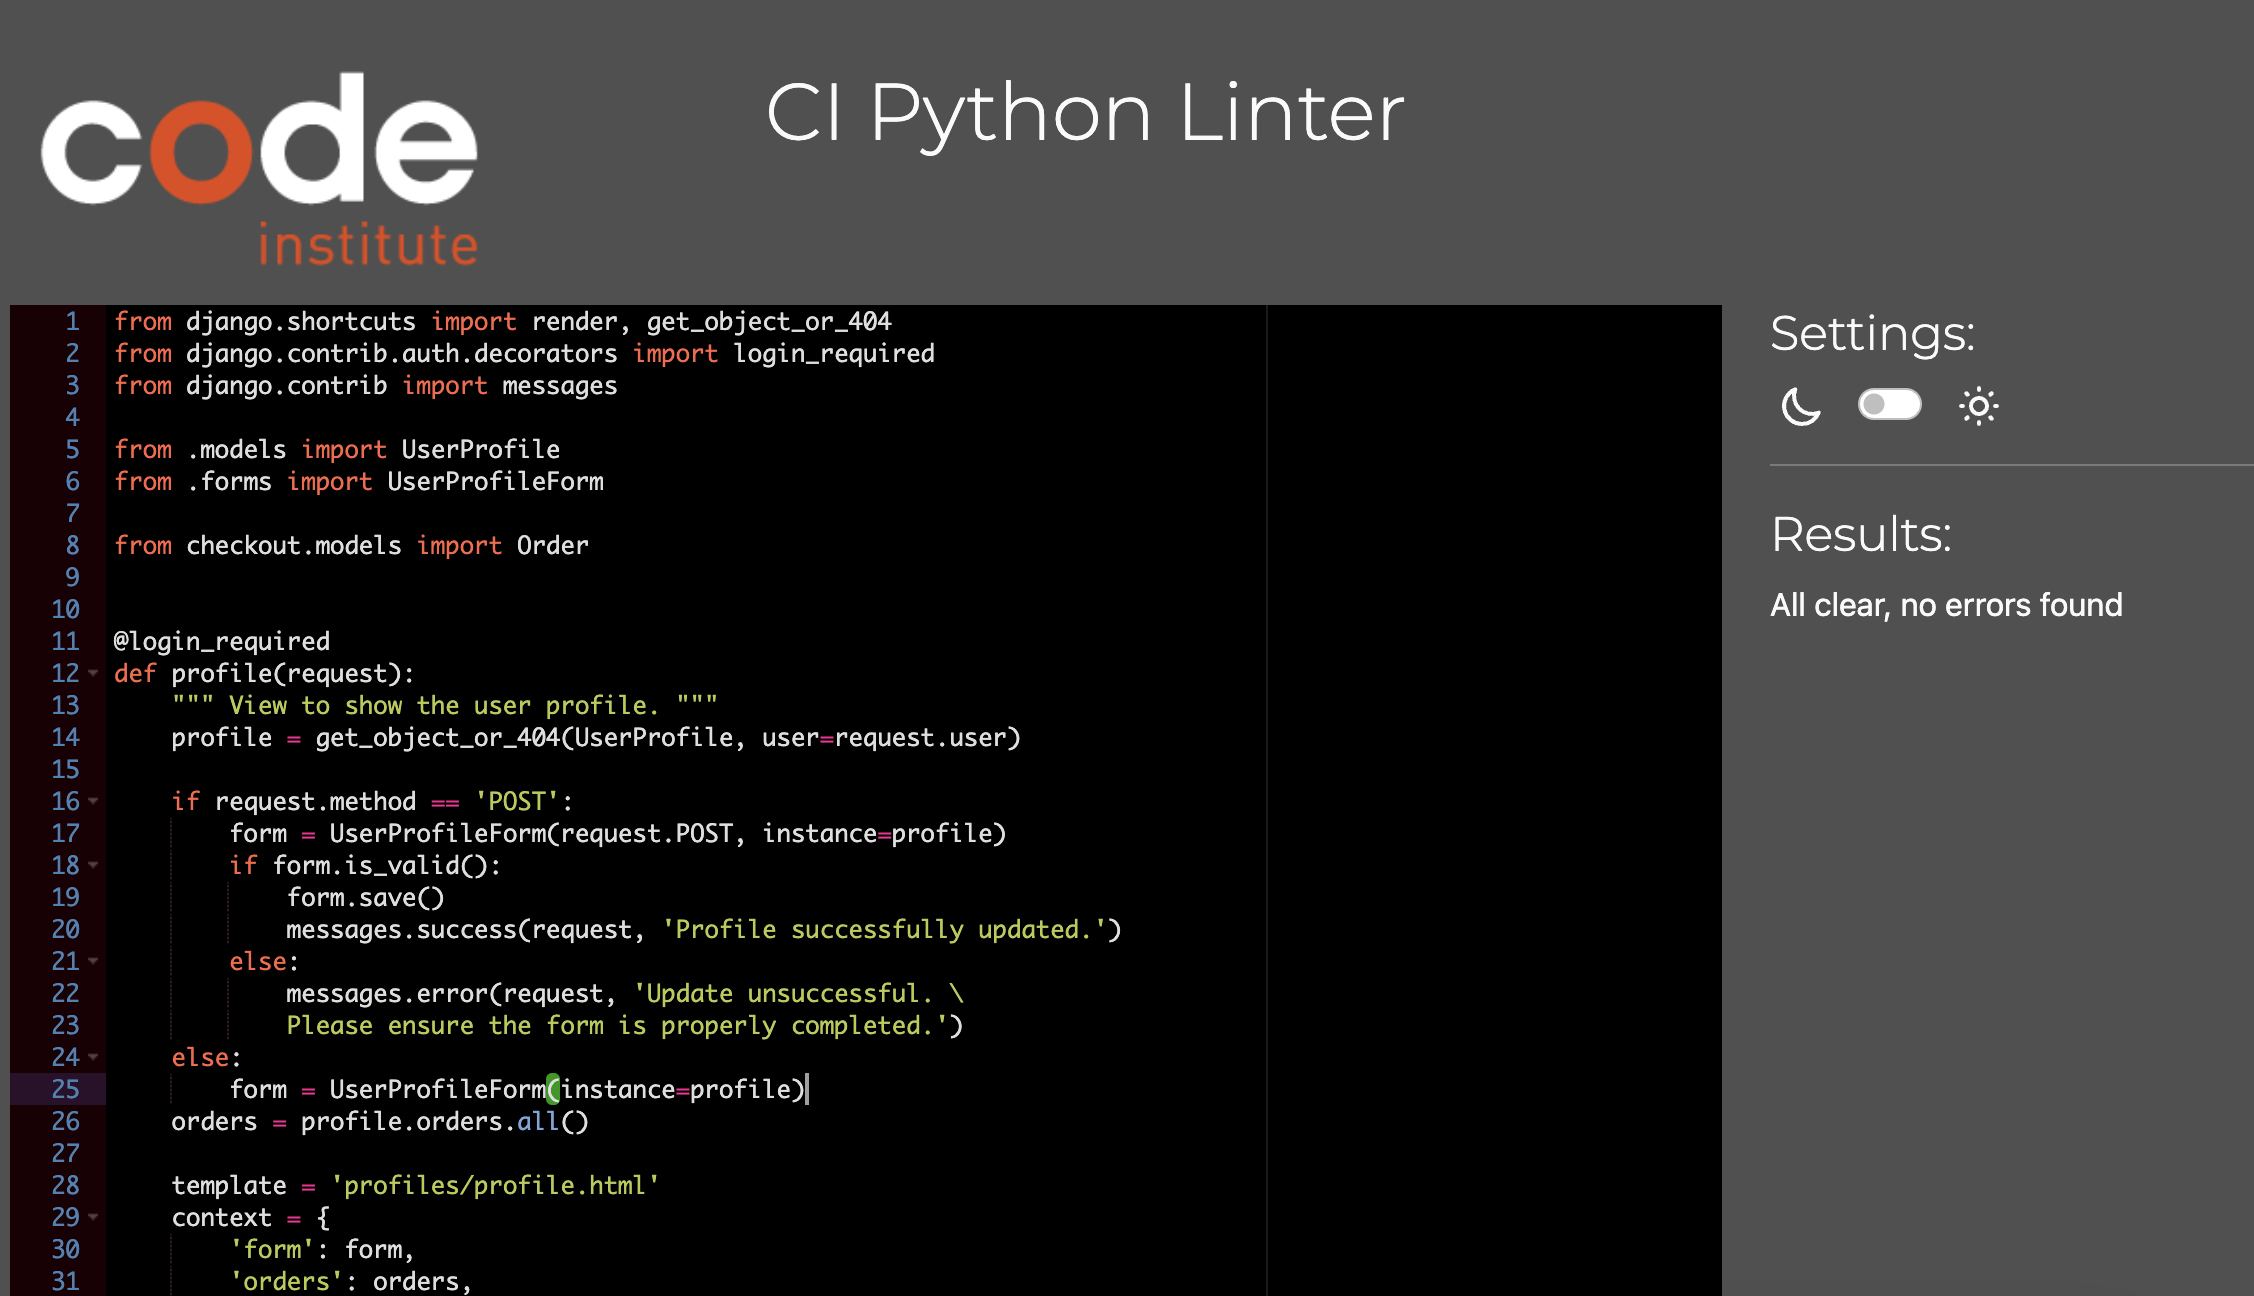 code
institute
CI Python Linter
1 from django.shortcuts import render, get_object_or_404
2 from django.contrib.auth.decorators import login_required
3 from django.contrib import messages
4
5 from .models import UserProfile
6 from .forms import UserProfileForm
7
8 from checkout.models import Order
9
10
11 @login_required
12 def profile(request):
13     """ View to show the user profile. """
14     profile = get_object_or_404(UserProfile, user=request.user)
15
16     if request.method == 'POST':
17         form = UserProfileForm(request.POST, instance=profile)
18         if form.is_valid():
19             form.save()
20             messages.success(request, 'Profile successfully updated.')
21         else:
22             messages.error(request, 'Update unsuccessful. \
23             Please ensure the form is properly completed.')
24     else:
25         form = UserProfileForm(instance=profile)
26     orders = profile.orders.all()
27
28     template = 'profiles/profile.html'
29     context = {
30         'form': form,
31         'orders': orders,
Settings:
Results:
All clear, no errors found